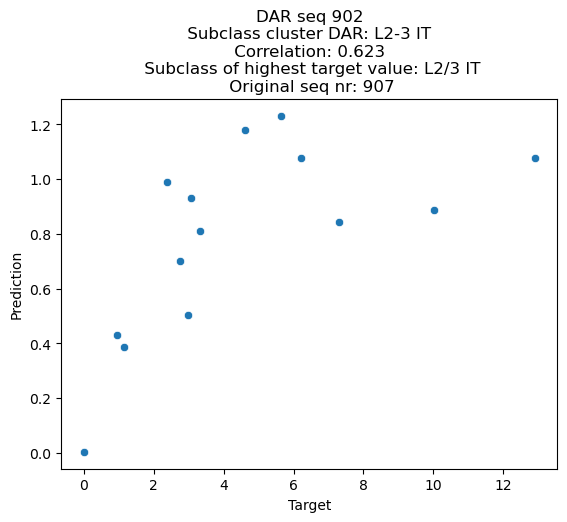 DAR seq 902
Subclass cluster DAR: L2-3 IT
Correlation: 0.623
Subclass of highest target value: L2/3 IT
Original seq nr: 907
1.2
1.0
0.8
0.6
0.4
0.2
0.0
Prediction
0 2 4 6 8 10 12
Target